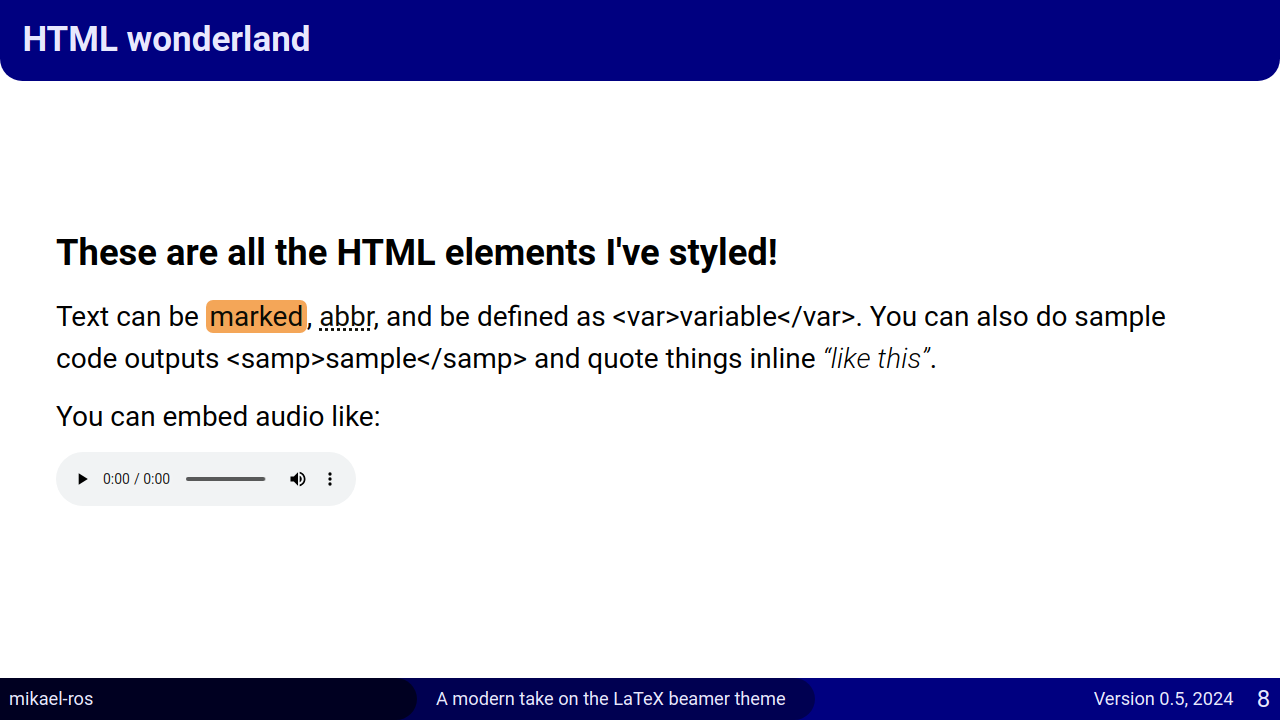 HTML wonderland
These are all the HTML elements I've styled!
Text can be marked, abbr, and be defined as <var>variable</var>. You can also do sample
code outputs <samp>sample</samp> and quote things inline “like this”.
You can embed audio like:
0:00 / 0:00
mikael-ros
A modern take on the LaTeX beamer theme
Version 0.5, 2024
8